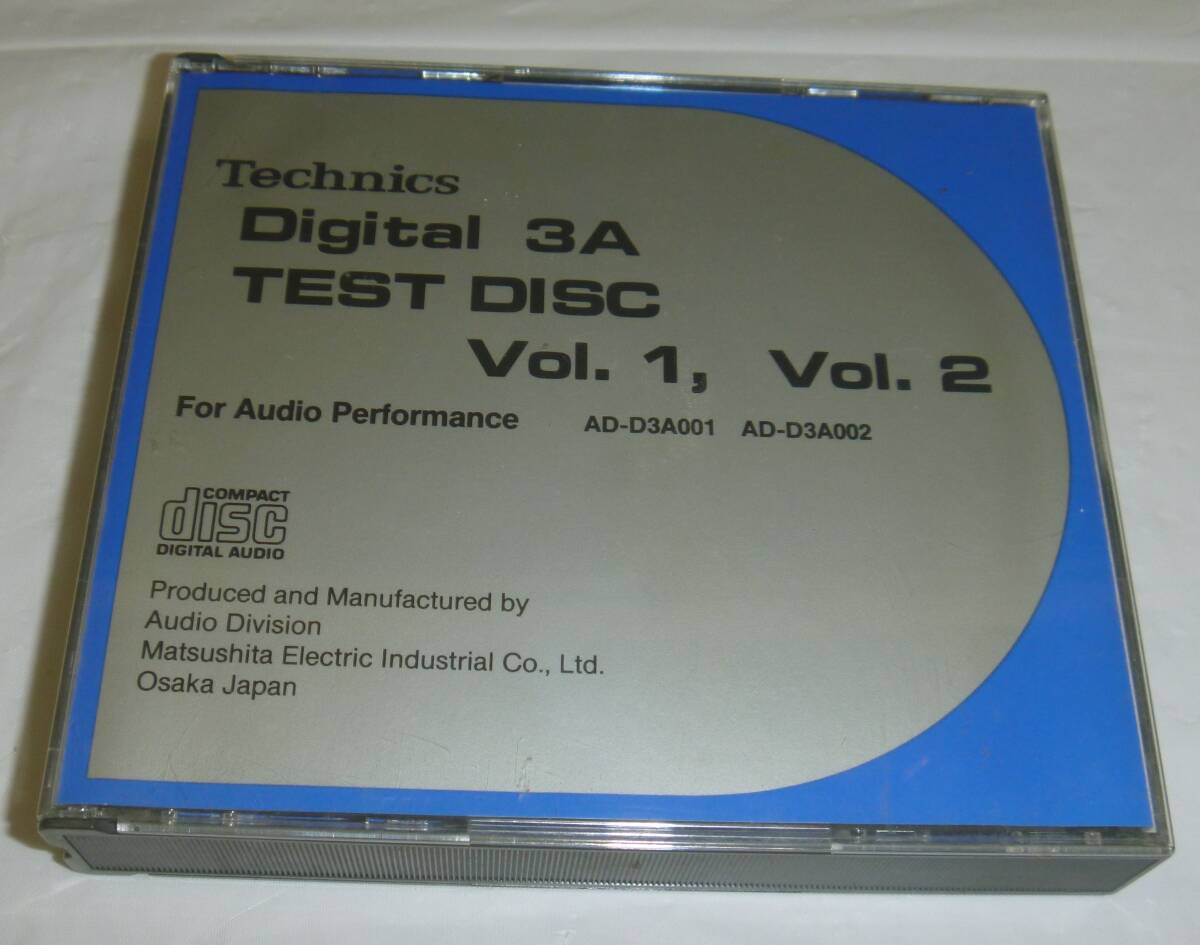 Technics
Digital 3A
TEST DISC
Vol. 1, Vol. 2
For Audio Performance AD-D3A001 AD-D3A002
COMPACT
disc
DIGITAL AUDIO
Produced and Manufactured by
Audio Division
Matsushita Electric Industrial Co., Ltd.
Osaka Japan